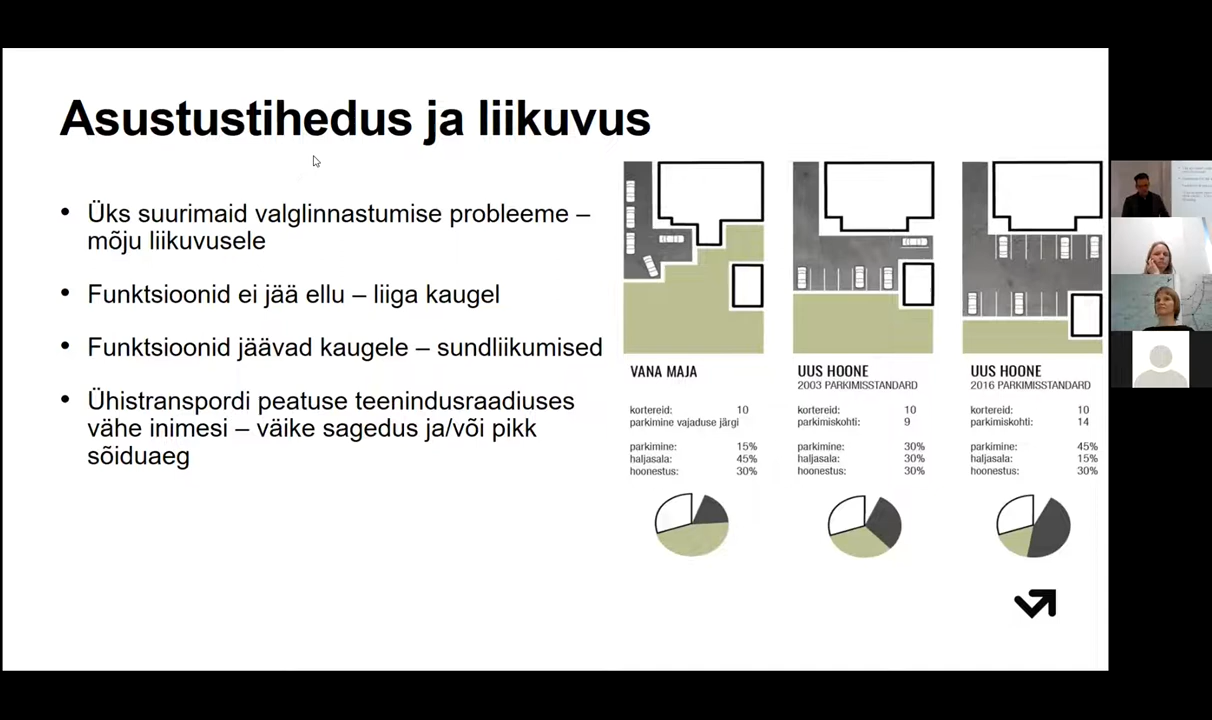 Asustustihedus ja liikuvus
Üks suurimaid valglinnastumise probleeme –
mõju liikuvusele
Funktsioonid ei jää ellu – liiga kaugel
Funktsioonid jäävad kaugele – sundliikumised
Ühistranspordi peatuse teenindusraadiuses
vähe inimesi – väike sagedus ja/või pikk
sõiduaeg
VANA MAJA
kortereid: 10
parkimine vajaduse järgi
parkimine: 15%
haljasala: 45%
hoonestus: 30%
UUS HOONE
2003 PARKIMISSTANDARD
kortereid: 10
parkimiskohti: 9
parkimine: 30%
haljasala: 30%
hoonestus: 30%
UUS HOONE
2016 PARKIMISSTANDARD
kortereid: 10
parkimiskohti: 14
parkimine: 45%
haljasala: 15%
hoonestus: 30%